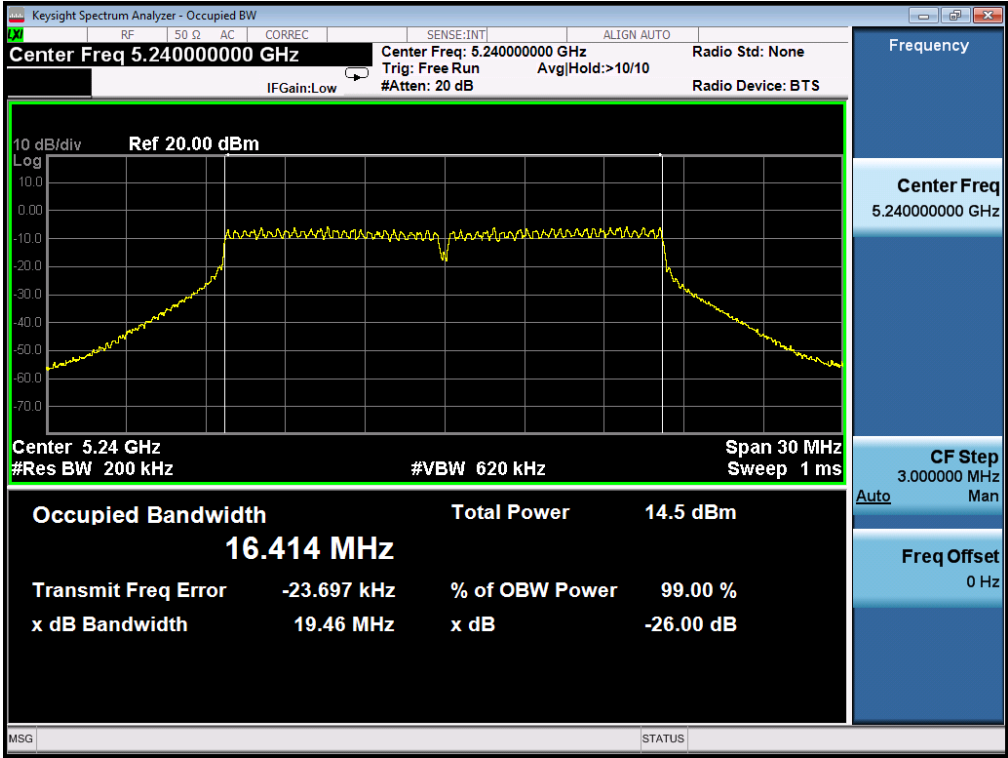 Keysight Spectrum Analyzer - Occupied BW
LXI RF 50 Ω AC CORREC SENSE:INT ALIGN AUTO
Center Freq 5.240000000 GHz
Center Freq: 5.240000000 GHz
Radio Std: None
Trig: Free Run Avg|Hold:>10/10
IFGain:Low
#Atten: 20 dB
Radio Device: BTS
10 dB/div Ref 20.00 dBm
Log
10.0
0.00
-10.0
-20.0
-30.0
-40.0
-50.0
-60.0
-70.0
Center 5.24 GHz Span 30 MHz
#Res BW 200 kHz #VBW 620 kHz Sweep 1 ms
Occupied Bandwidth Total Power 14.5 dBm
16.414 MHz
Transmit Freq Error -23.697 kHz % of OBW Power 99.00 %
x dB Bandwidth 19.46 MHz x dB -26.00 dB
Frequency
Center Freq
5.240000000 GHz
CF Step
3.000000 MHz
Auto Man
Freq Offset
0 Hz
MSG STATUS